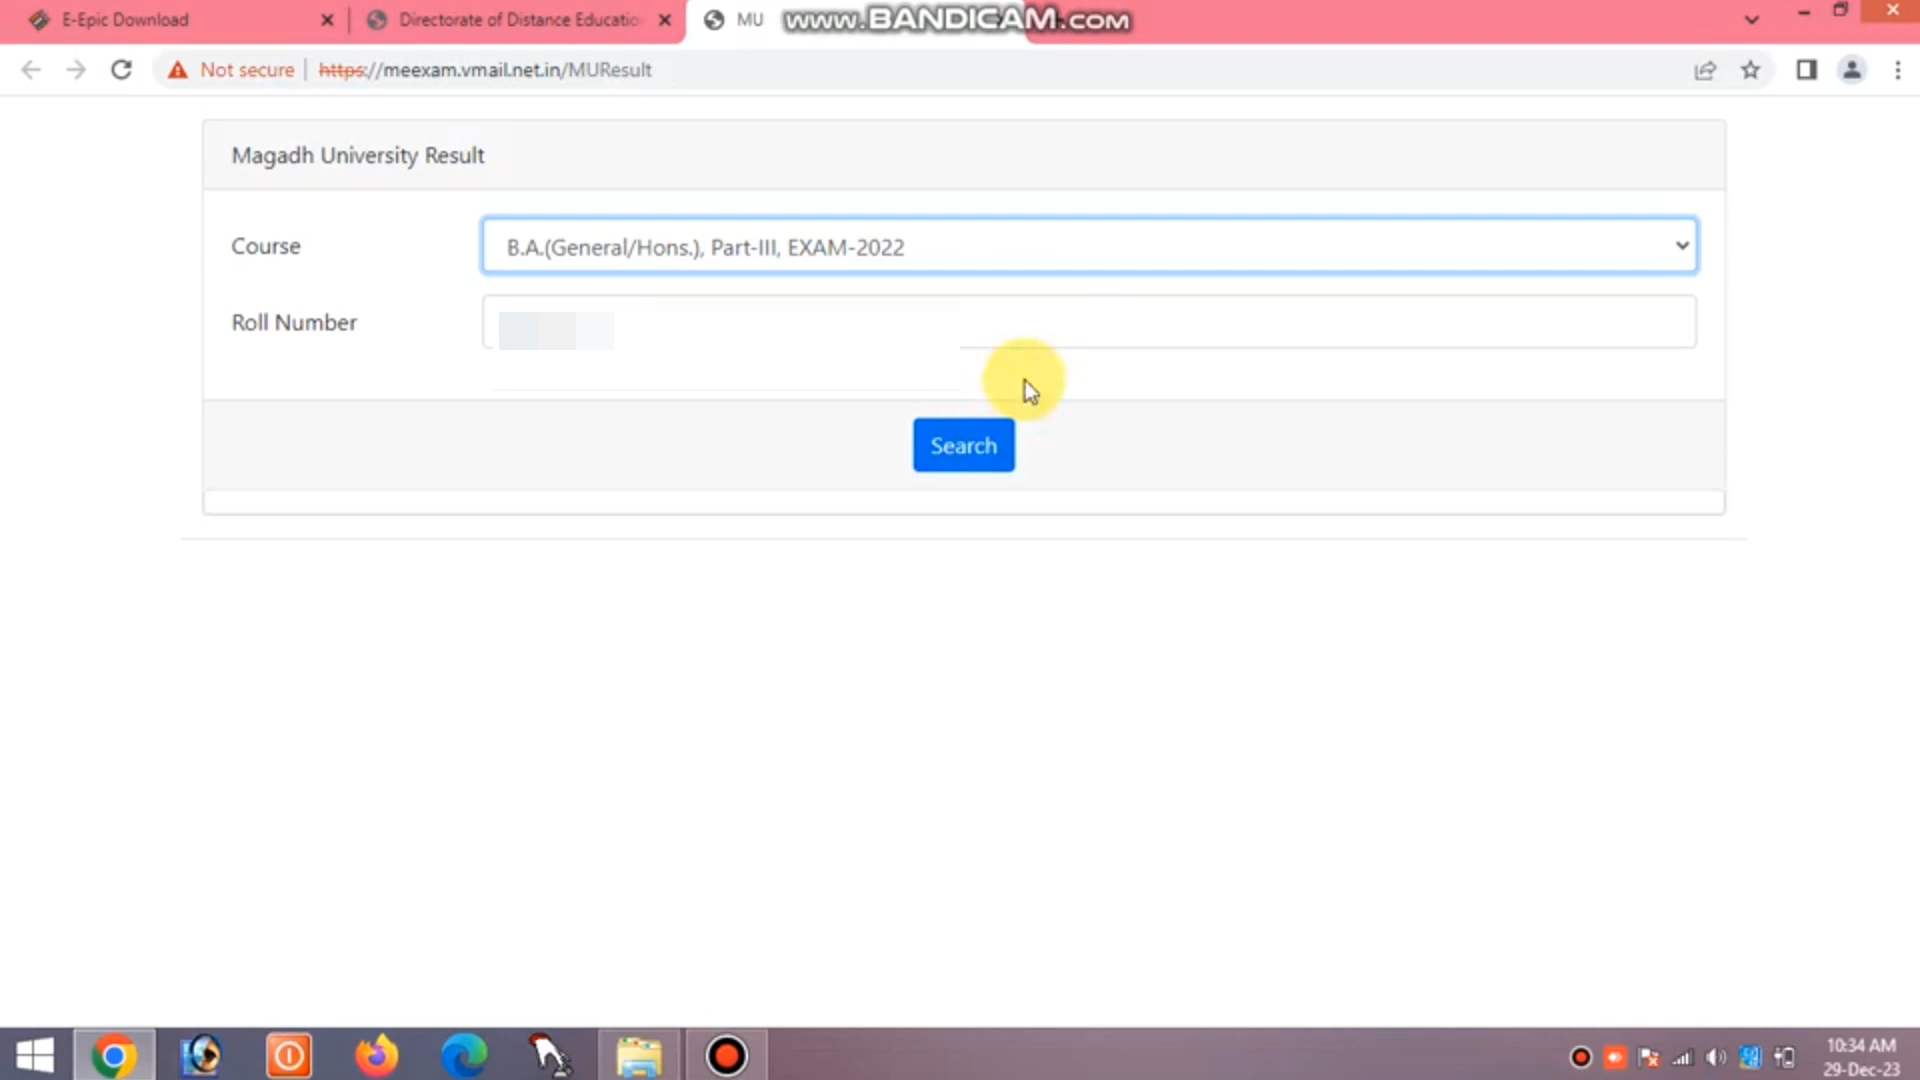 E-Epic Download
Directorate of Distance Educatio
MU
www.BANDICAM.com
Not secure
https://meexam.vmail.net.in/MUResult
Magadh University Result
Course
B.A.(General/Hons.), Part-III, EXAM-2022
Roll Number
Search
10:34 AM
29-Dec-23